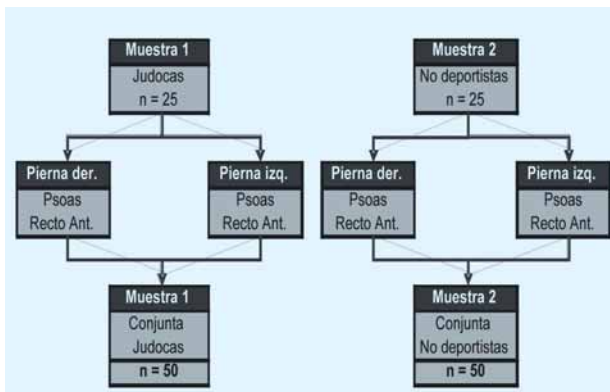 Muestra 1
Judocas
n = 25
Muestra 2
No deportistas
n = 25
Pierna der.
Psoas
Recto Ant.
Pierna izq.
Psoas
Recto Ant.
Pierna der.
Psoas
Recto Ant.
Pierna izq.
Psoas
Recto Ant.
Muestra 1
Conjunta
Judocas
n = 50
Muestra 2
Conjunta
No deportistas
n = 50